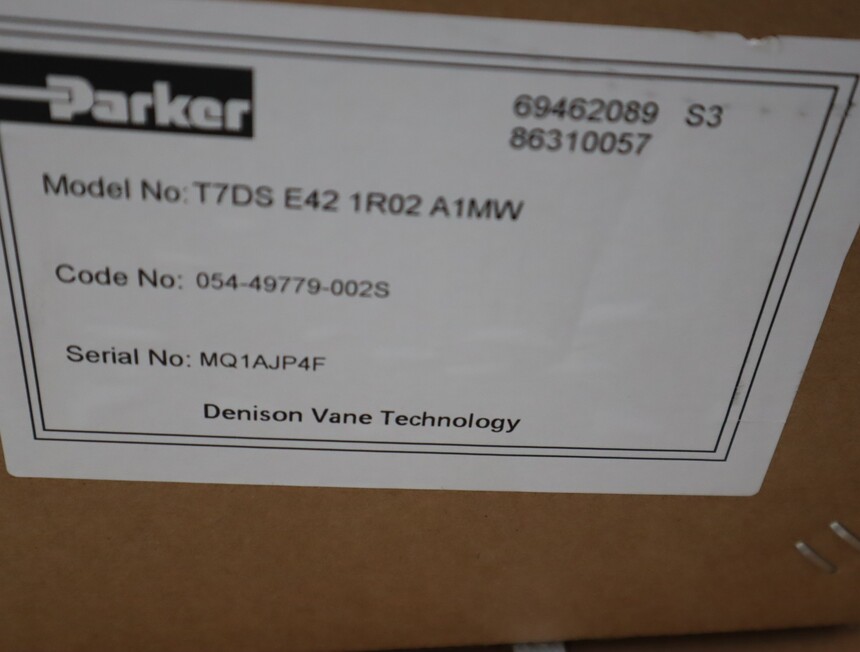 Parker
69462089 S3
86310057
Model No: T7DS E42 1R02 A1MW
Code No: 054-49779-002S
Serial No: MQ1AJP4F
Denison Vane Technology